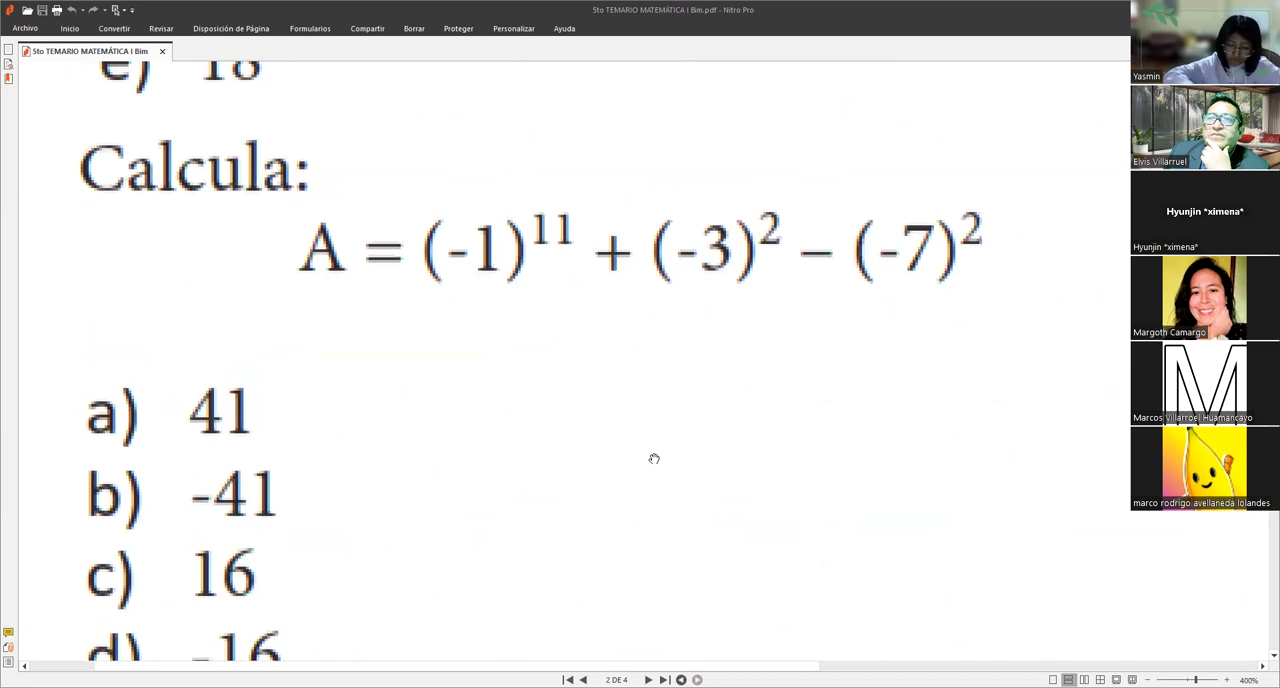 5to TEMARIO MATEMÁTICA I Bim.pdf - Nitro Pro
Archivo Inicio Convertir Revisar Disposición de Página Formularios Compartir Borrar Proteger Personalizar Ayuda
5to TEMARIO MATEMÁTICA I Bim
e) 18
Calcula:
A = (-1)^11 + (-3)^2 – (-7)^2
a) 41
b) -41
c) 16
d) -16
2 DE 4
400%
Yasmin
Elvis Villarruel
Hyunjin *ximena*
Hyunjin *ximena*
Margoth Camargo
M
Marcos Villarroel Huamancayo
marco rodrigo avellaneda lolandes